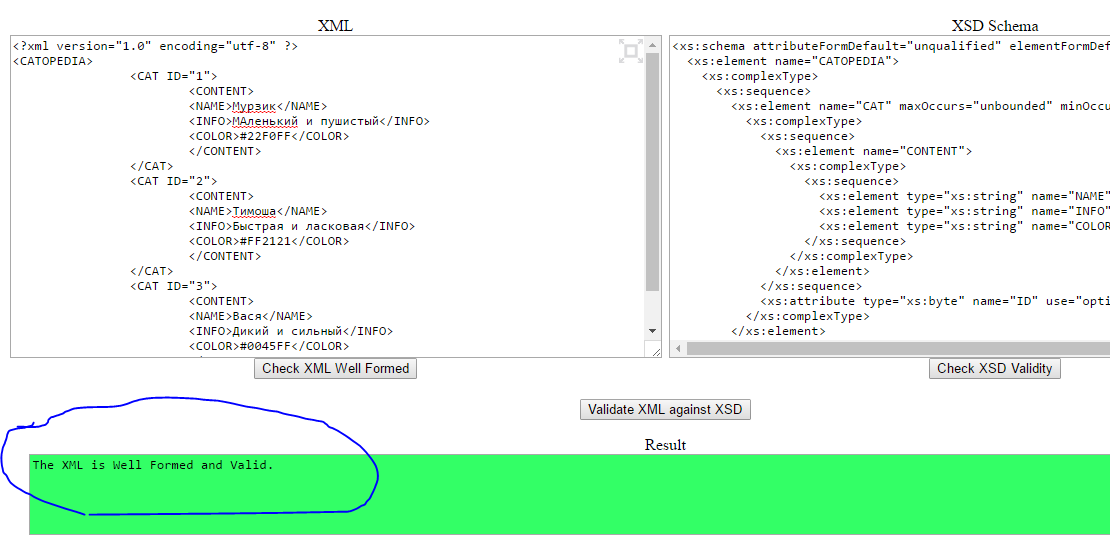 XML
<?xml version="1.0" encoding="utf-8" ?>
<CATOPEDIA>
<CAT ID="1">
<CONTENT>
<NAME>Мурзик</NAME>
<INFO>МАленький и пушистый</INFO>
<COLOR>#22F0FF</COLOR>
</CONTENT>
</CAT>
<CAT ID="2">
<CONTENT>
<NAME>Тимоша</NAME>
<INFO>Быстрая и ласковая</INFO>
<COLOR>#FF2121</COLOR>
</CONTENT>
</CAT>
<CAT ID="3">
<CONTENT>
<NAME>Вася</NAME>
<INFO>Дикий и сильный</INFO>
<COLOR>#0045FF</COLOR>
Check XML Well Formed
XSD Schema
<xs:schema attributeFormDefault="unqualified" elementFormDef
<xs:element name="CATOPEDIA">
<xs:complexType>
<xs:sequence>
<xs:element name="CAT" maxOccurs="unbounded" minOccu
<xs:complexType>
<xs:sequence>
<xs:element name="CONTENT">
<xs:complexType>
<xs:sequence>
<xs:element type="xs:string" name="NAME"
<xs:element type="xs:string" name="INFO"
<xs:element type="xs:string" name="COLOR
</xs:sequence>
</xs:complexType>
</xs:element>
</xs:sequence>
<xs:attribute type="xs:byte" name="ID" use="opti
</xs:complexType>
</xs:element>
Check XSD Validity
Validate XML against XSD
Result
The XML is Well Formed and Valid.